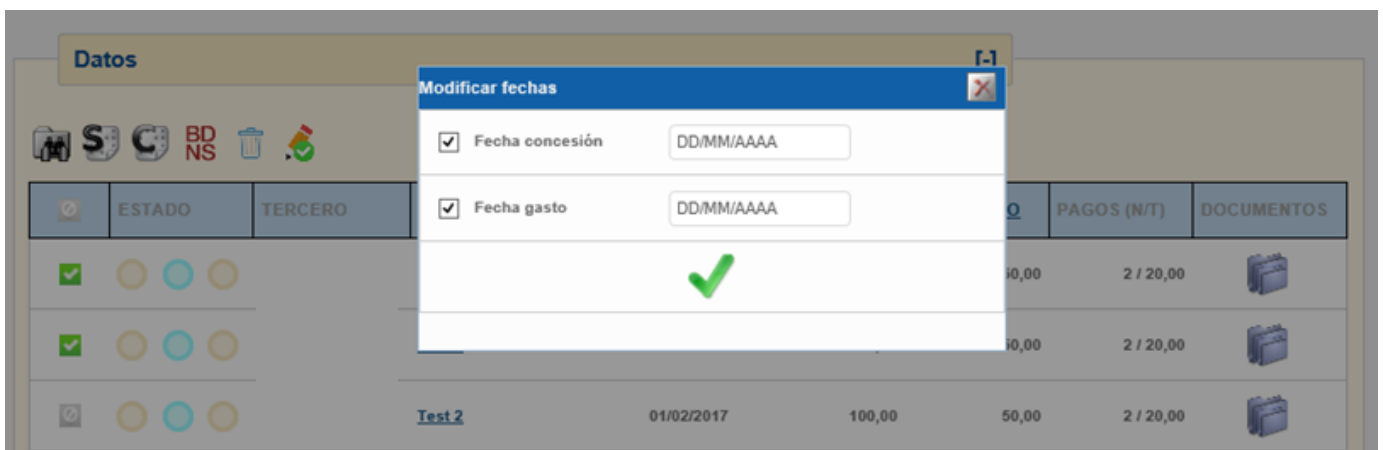 Datos [-]
Modificar fechas
Fecha concesión DD/MM/AAAA
S C BD
NS
Fecha gasto DD/MM/AAAA
ESTADO TERCERO O PAGOS (N/T) DOCUMENTOS
50,00 2 / 20,00
50,00 2 / 20,00
Test 2 01/02/2017 100,00 50,00 2 / 20,00